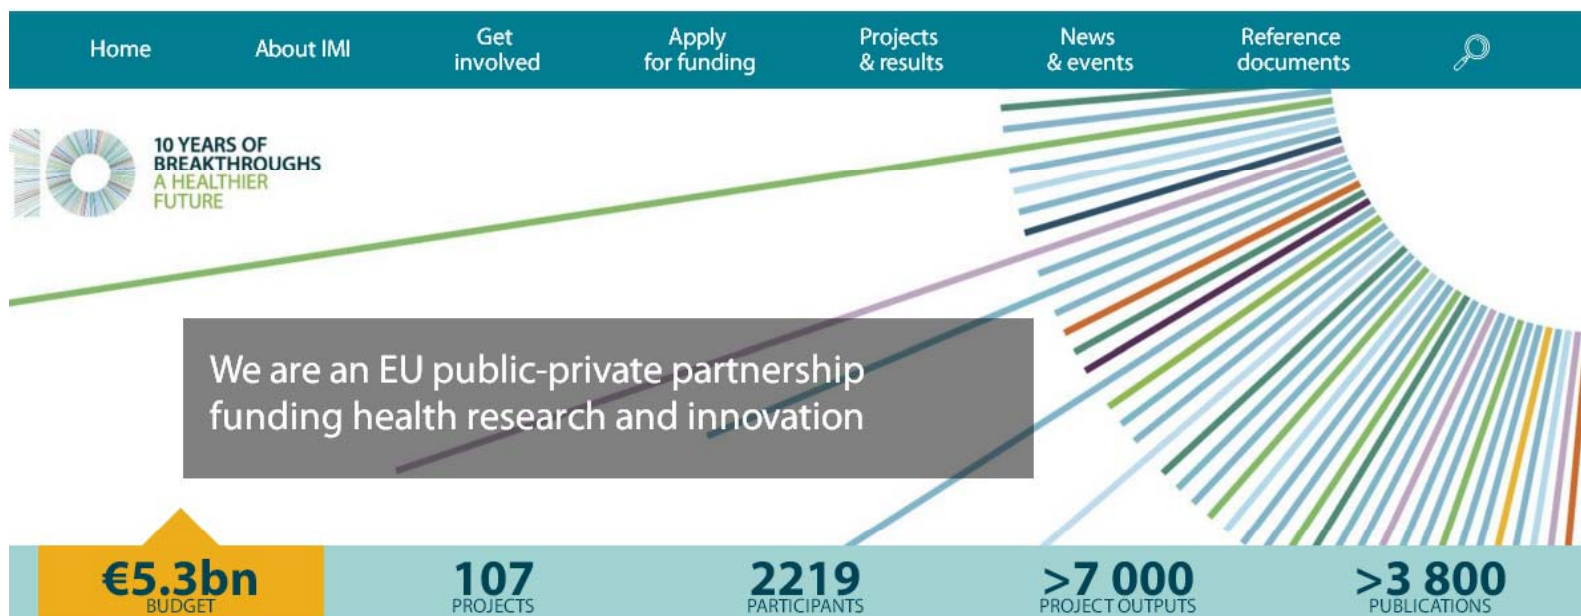 Home
About IMI
Get
involved
Apply
for funding
Projects
& results
News
& events
Reference
documents
10 YEARS OF
BREAKTHROUGHS
A HEALTHIER
FUTURE
We are an EU public-private partnership
funding health research and innovation
€5.3bn
BUDGET
107
PROJECTS
2219
PARTICIPANTS
>7 000
PROJECT OUTPUTS
>3 800
PUBLICATIONS